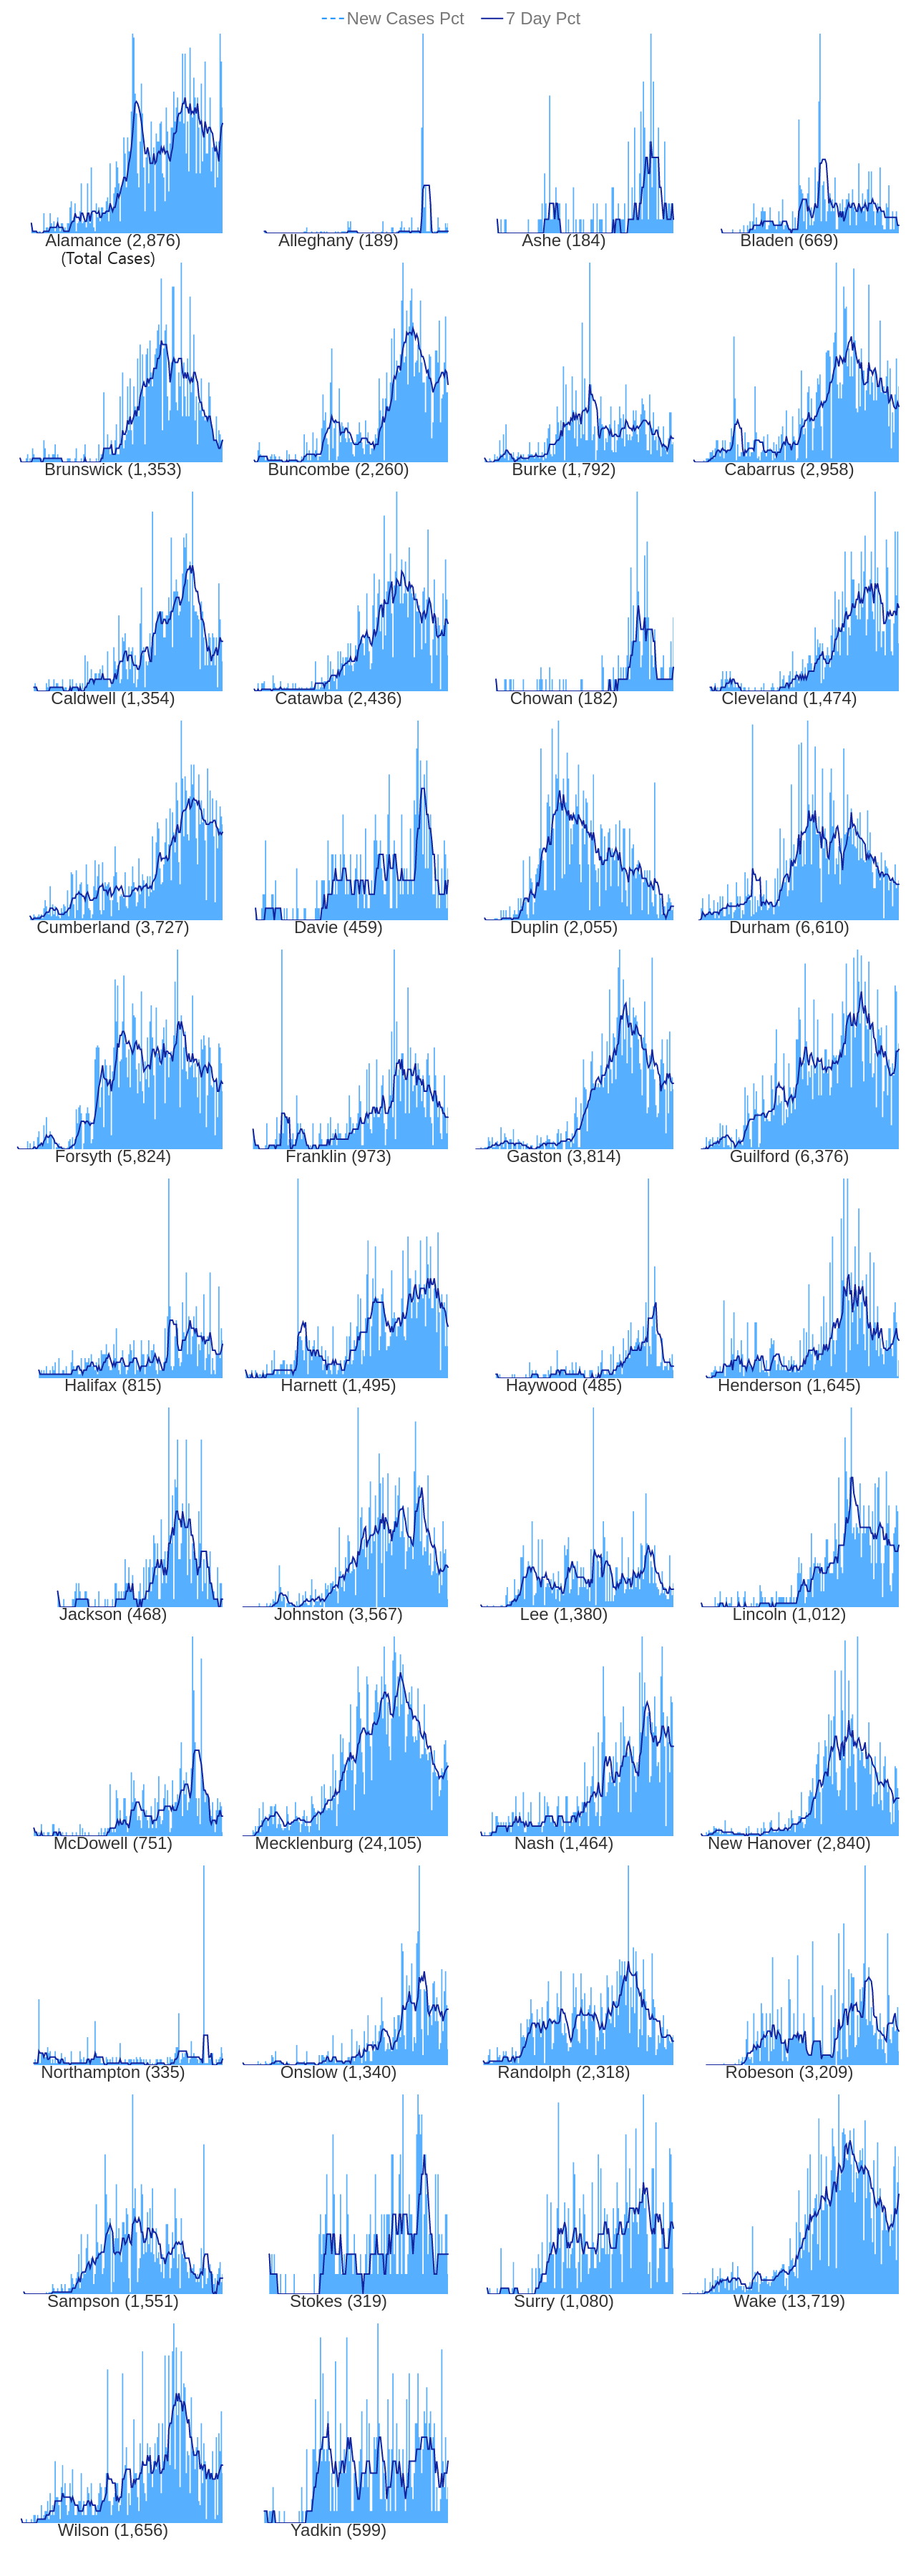 New Cases Pct 7 Day Pct
Alamance (2,876) Alleghany (189) Ashe (184) Bladen (669)
(Total Cases)
Brunswick (1,353) Buncombe (2,260) Burke (1,792) Cabarrus (2,958)
Caldwell (1,354) Catawba (2,436) Chowan (182) Cleveland (1,474)
Cumberland (3,727) Davie (459) Duplin (2,055) Durham (6,610)
Forsyth (5,824) Franklin (973) Gaston (3,814) Guilford (6,376)
Halifax (815) Harnett (1,495) Haywood (485) Henderson (1,645)
Jackson (468) Johnston (3,567) Lee (1,380) Lincoln (1,012)
McDowell (751) Mecklenburg (24,105) Nash (1,464) New Hanover (2,840)
Northampton (335) Onslow (1,340) Randolph (2,318) Robeson (3,209)
Sampson (1,551) Stokes (319) Surry (1,080) Wake (13,719)
Wilson (1,656) Yadkin (599)